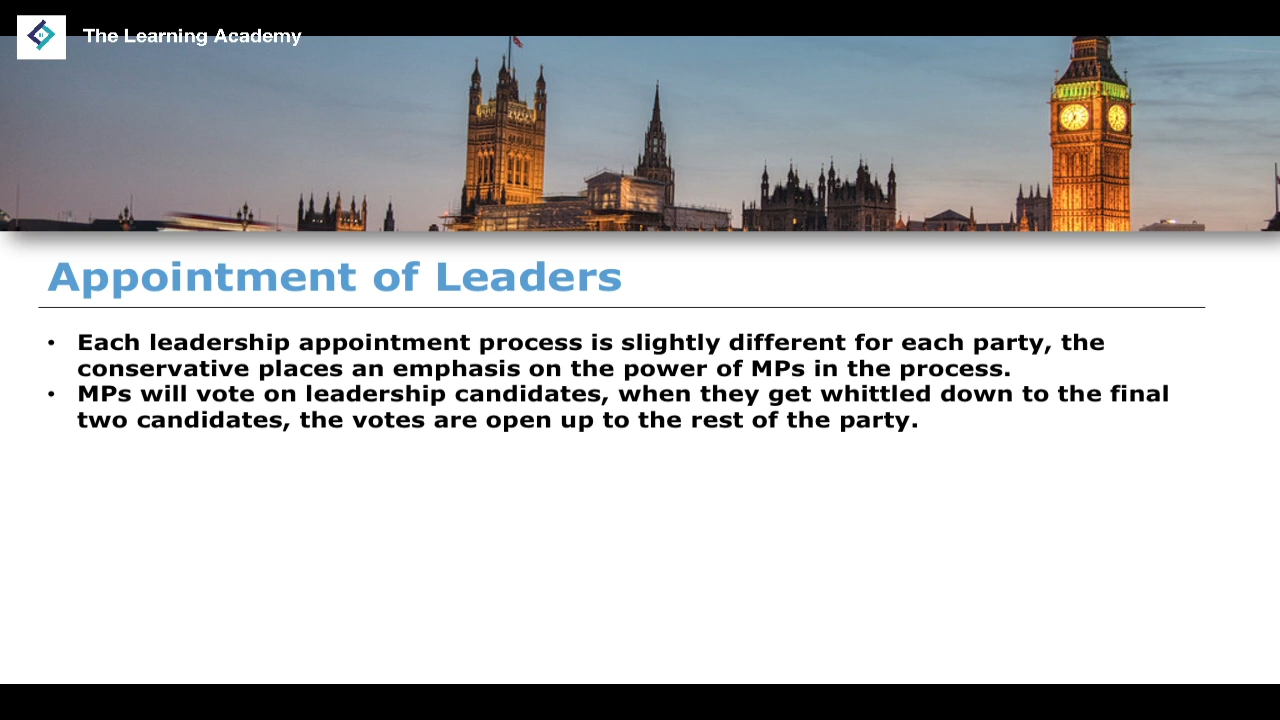 The Learning Academy
Appointment of Leaders
• Each leadership appointment process is slightly different for each party, the
conservative places an emphasis on the power of MPs in the process.
• MPs will vote on leadership candidates, when they get whittled down to the final
two candidates, the votes are open up to the rest of the party.